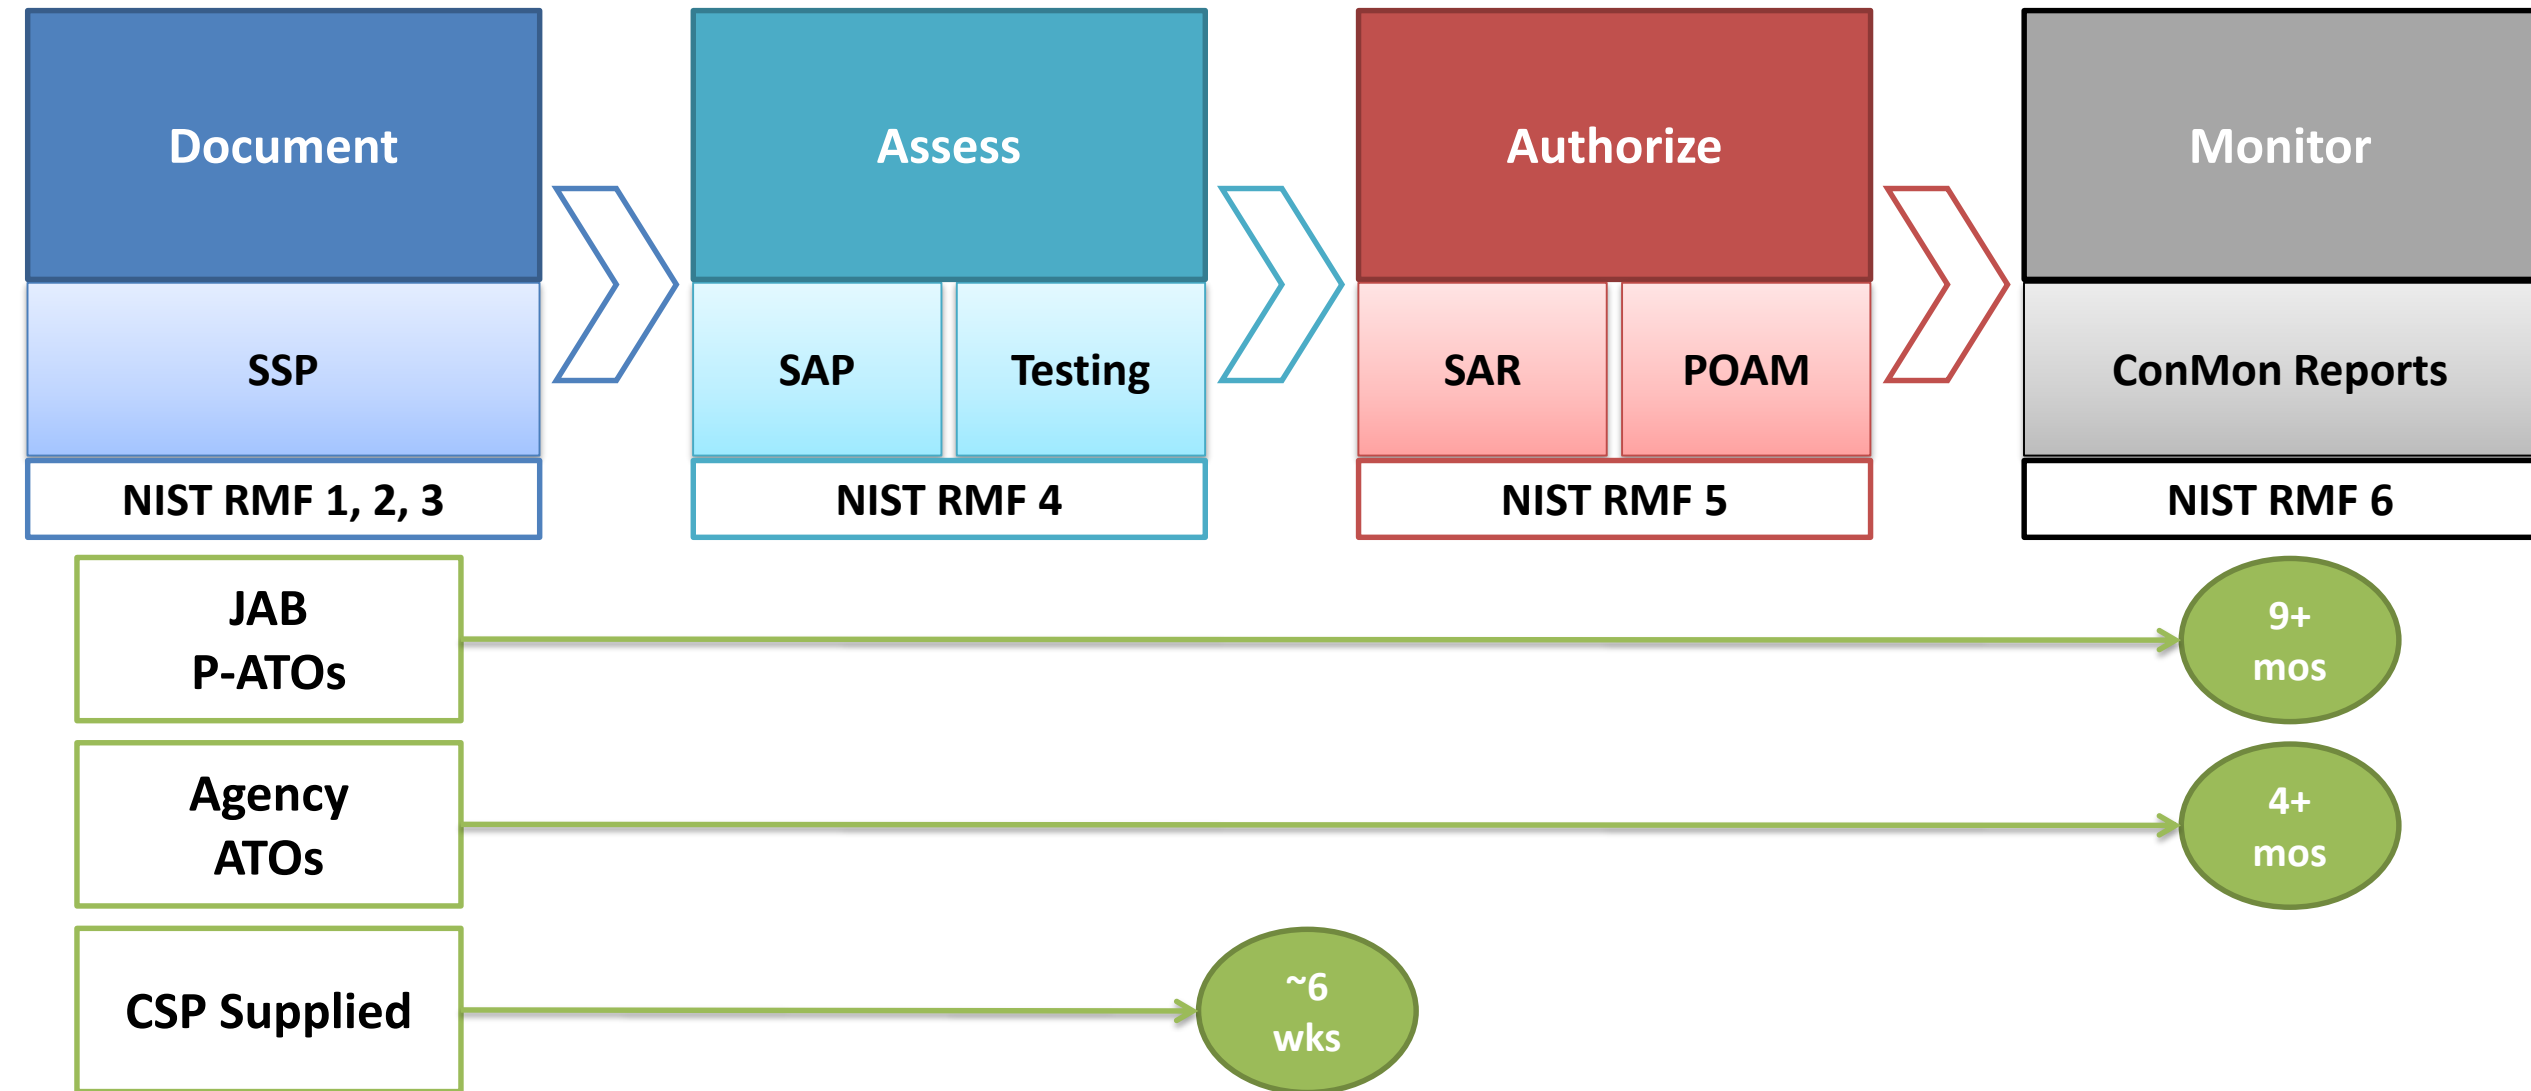 Document
Assess
Authorize
Monitor
SSP
SAP
Testing
SAR
POAM
ConMon Reports
NIST RMF 1, 2, 3
NIST RMF 4
NIST RMF 5
NIST RMF 6
JAB
P-ATOs
9+
mos
Agency
ATOs
4+
mos
CSP Supplied
~6
wks